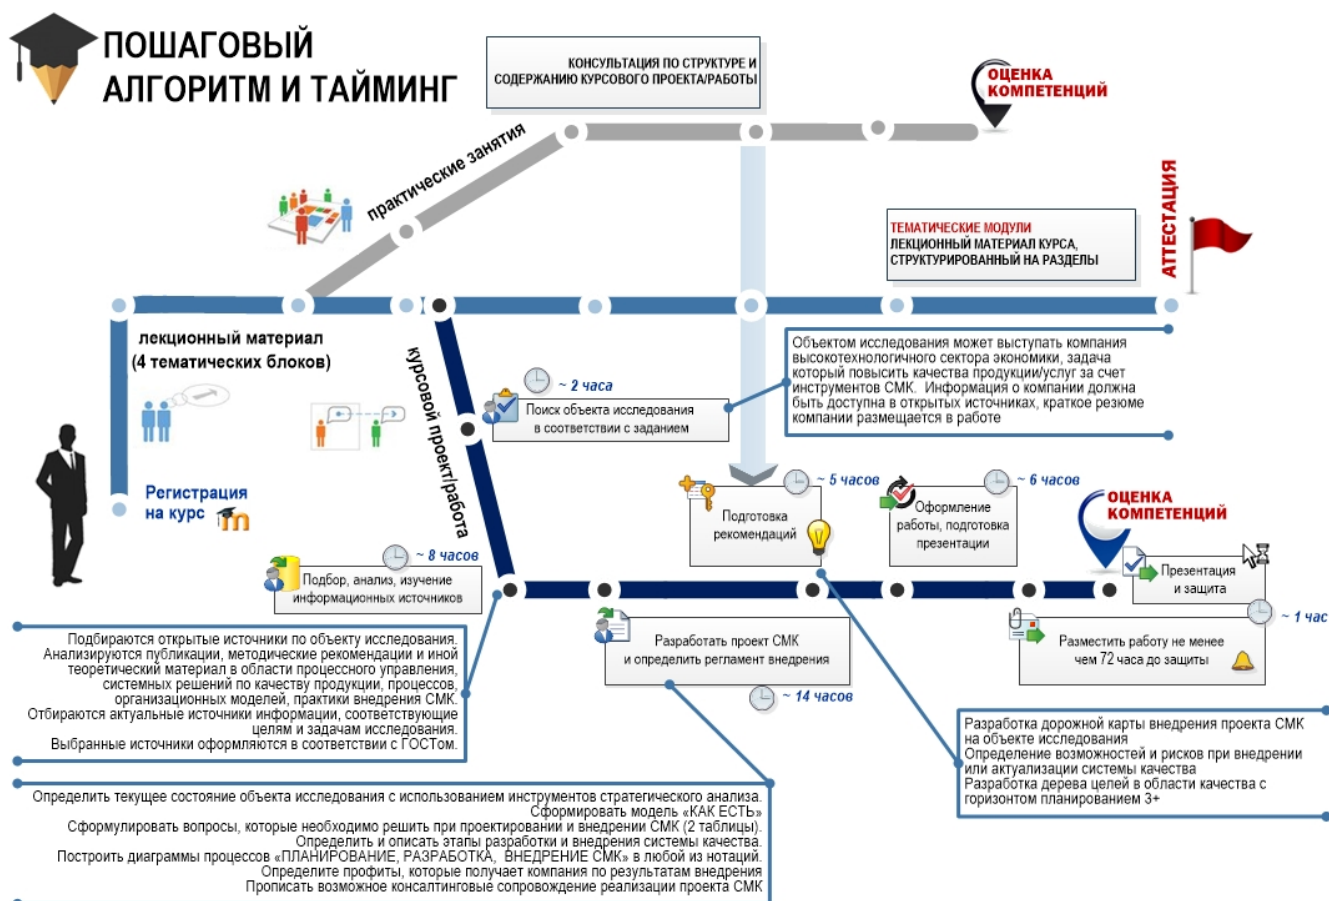 ПОШАГОВЫЙ
АЛГОРИТМ И ТАЙМИНГ
КОНСУЛЬТАЦИЯ ПО СТРУКТУРЕ И
СОДЕРЖАНИЮ КУРСОВОГО ПРОЕКТА/РАБОТЫ
ОЦЕНКА
КОМПЕТЕНЦИЙ
практические занятия
АТТЕСТАЦИЯ
ТЕМАТИЧЕСКИЕ МОДУЛИ
ЛЕКЦИОННЫЙ МАТЕРИАЛ КУРСА,
СТРУКТУРИРОВАННЫЙ НА РАЗДЕЛЫ
лекционный материал
(4 тематических блоков)
курсовой проект/работа
Объектом исследования может выступать компания
высокотехнологичного сектора экономики, задача
который повысить качества продукции/услуг за счет
инструментов СМК. Информация о компании должна
быть доступна в открытых источниках, краткое резюме
компании размещается в работе
~ 2 часа
Поиск объекта исследования
в соответствии с заданием
Регистрация
на курс
m
~ 5 часов
Подготовка
рекомендаций
~ 6 часов
Оформление
работы, подготовка
презентации
ОЦЕНКА
КОМПЕТЕНЦИЙ
~ 8 часов
Подбор, анализ, изучение
информационных источников
Презентация
и защита
~ 1 час
Разработать проект СМК
и определить регламент внедрения
~ 14 часов
Разместить работу не менее
чем 72 часа до защиты
Подбираются открытые источники по объекту исследования.
Анализируются публикации, методические рекомендации и иной
теоретический материал в области процессного управления,
системных решений по качеству продукции, процессов,
организационных моделей, практики внедрения СМК.
Отбираются актуальные источники информации, соответствующие
целям и задачам исследования.
Выбранные источники оформляются в соответствии с ГОСТом.
Разработка дорожной карты внедрения проекта СМК
на объекте исследования
Определение возможностей и рисков при внедрении
или актуализации системы качества
Разработка дерева целей в области качества с
горизонтом планированием 3+
Определить текущее состояние объекта исследования с использованием инструментов стратегического анализа.
Сформировать модель «КАК ЕСТЬ»
Сформулировать вопросы, которые необходимо решить при проектировании и внедрении СМК (2 таблицы).
Определить и описать этапы разработки и внедрения системы качества.
Построить диаграммы процессов «ПЛАНИРОВАНИЕ, РАЗРАБОТКА, ВНЕДРЕНИЕ СМК» в любой из нотаций.
Определите профиты, которые получает компания по результатам внедрения
Прописать возможное консалтинговые сопровождение реализации проекта СМК